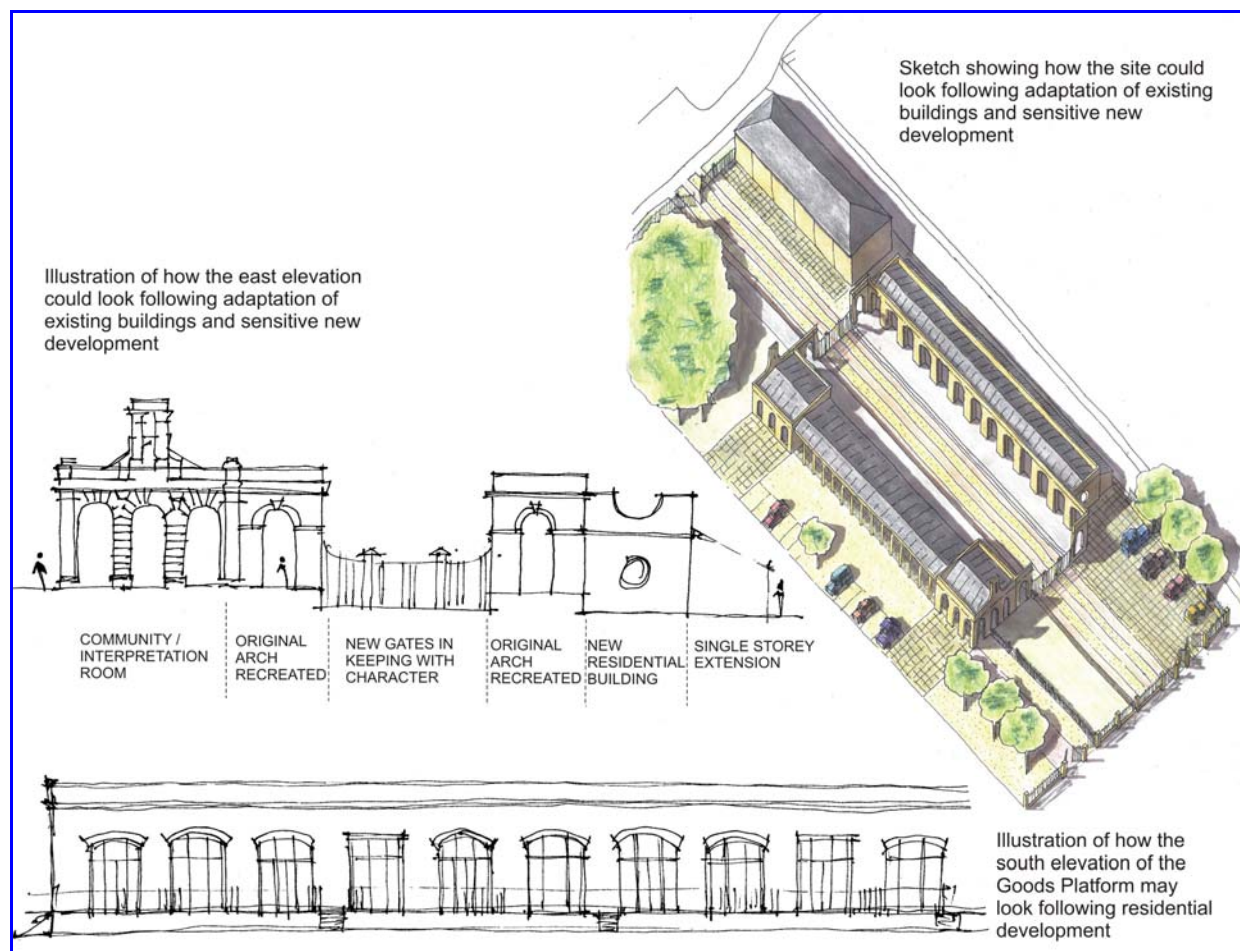 Sketch showing how the site could
look following adaptation of existing
buildings and sensitive new
development
Illustration of how the east elevation
could look following adaptation of
existing buildings and sensitive new
development
COMMUNITY /
INTERPRETATION
ROOM
ORIGINAL
ARCH
RECREATED
NEW GATES IN
KEEPING WITH
CHARACTER
ORIGINAL
ARCH
RECREATED
NEW
RESIDENTIAL
BUILDING
SINGLE STOREY
EXTENSION
Illustration of how the
south elevation of the
Goods Platform may
look following residential
development